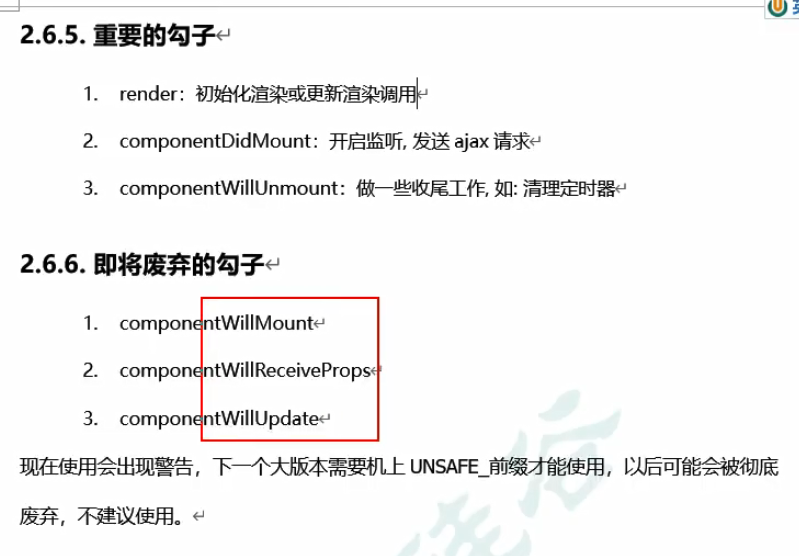 2.6.5. 重要的勾子
1. render：初始化渲染或更新渲染调用
2. componentDidMount：开启监听, 发送 ajax 请求
3. componentWillUnmount：做一些收尾工作, 如: 清理定时器
2.6.6. 即将废弃的勾子
1. componentWillMount
2. componentWillReceiveProps
3. componentWillUpdate
现在使用会出现警告，下一个大版本需要机上 UNSAFE_前缀才能使用，以后可能会被彻底
废弃，不建议使用。